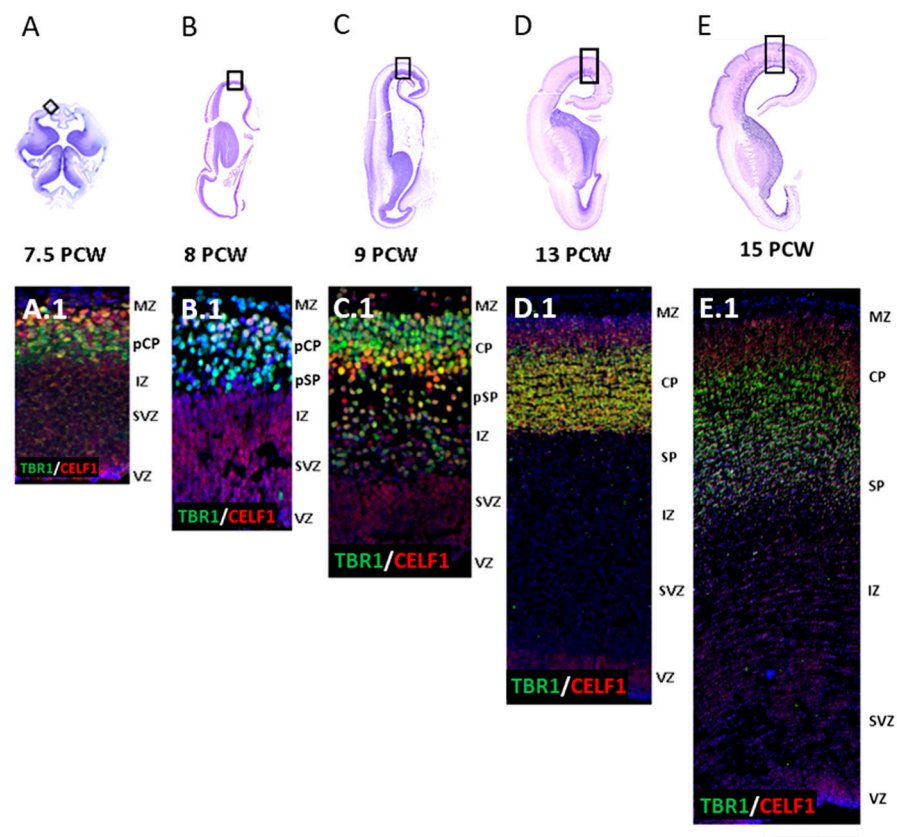 A
B
C
D
E
7.5 PCW
8 PCW
9 PCW
13 PCW
15 PCW
A.1
MZ
pCP
IZ
SVZ
VZ
TBR1/CELF1
B.1
MZ
pCP
pSP
IZ
SVZ
VZ
TBR1/CELF1
C.1
MZ
CP
pSP
IZ
SVZ
VZ
TBR1/CELF1
D.1
MZ
CP
SP
IZ
SVZ
VZ
TBR1/CELF1
E.1
MZ
CP
SP
IZ
SVZ
VZ
TBR1/CELF1